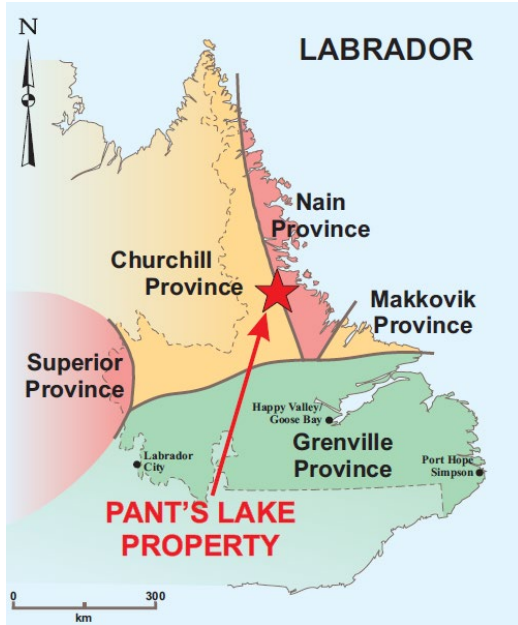 N
LABRADOR
Nain
Province
Churchill
Province
Makkovik
Province
Superior
Province
Happy Valley/
Goose Bay
Grenville
Province
Labrador
City
Port Hope
Simpson
PANT'S LAKE
PROPERTY
0 300
km